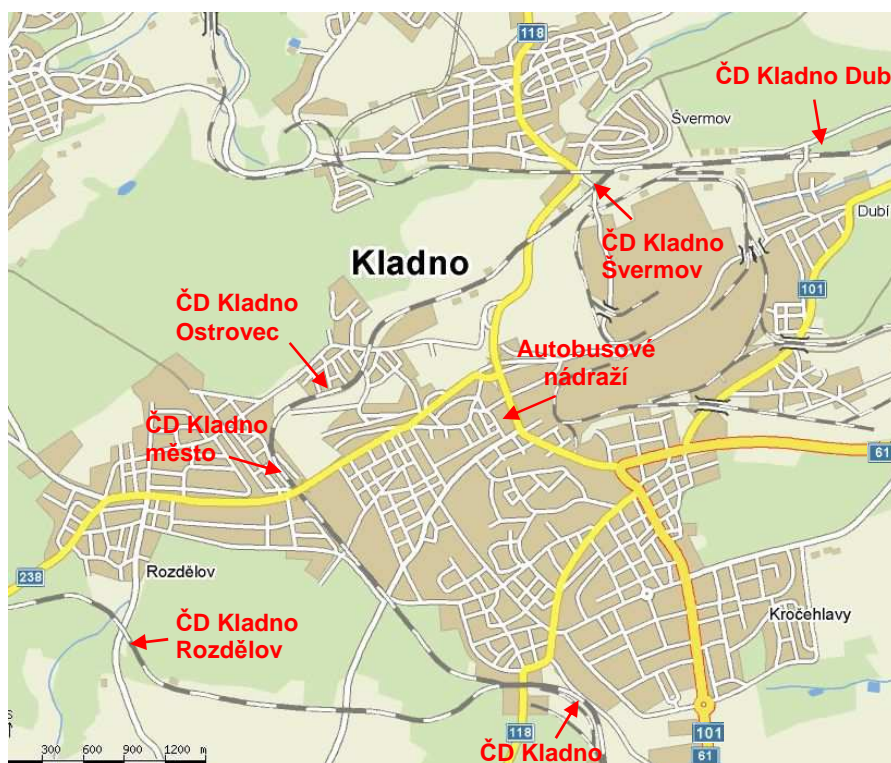 118
ČD Kladno Dubí
Švermov
Dubí
ČD Kladno
Švermov
Kladno
101
ČD Kladno
Ostrovec
Autobusové
nádraží
ČD Kladno
město
61
238
Rozdělov
Kročehlavy
ČD Kladno
Rozdělov
S
300 600 900 1200 m
118
ČD Kladno
101
61